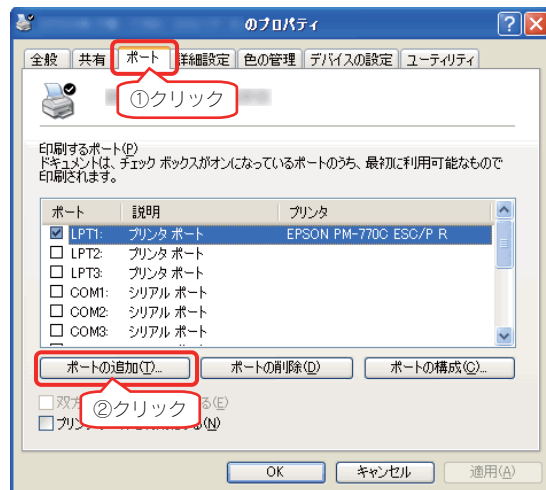 のプロパティ
全般 共有 ポート 詳細設定 色の管理 デバイスの設定 ユーティリティ
①クリック
印刷するポート(P)
ドキュメントは、チェック ボックスがオンになっているポートのうち、最初に利用可能なもので
印刷されます。
ポート 説明 プリンタ
LPT1: プリンタ ポート EPSON PM-770C ESC/P R
LPT2: プリンタ ポート
LPT3: プリンタ ポート
COM1: シリアル ポート
COM2: シリアル ポート
COM3: シリアル ポート
ポートの追加(T)... ポートの削除(D) ポートの構成(C)...
②クリック
双方 る(E)
プリン る(N)
OK キャンセル 適用(A)